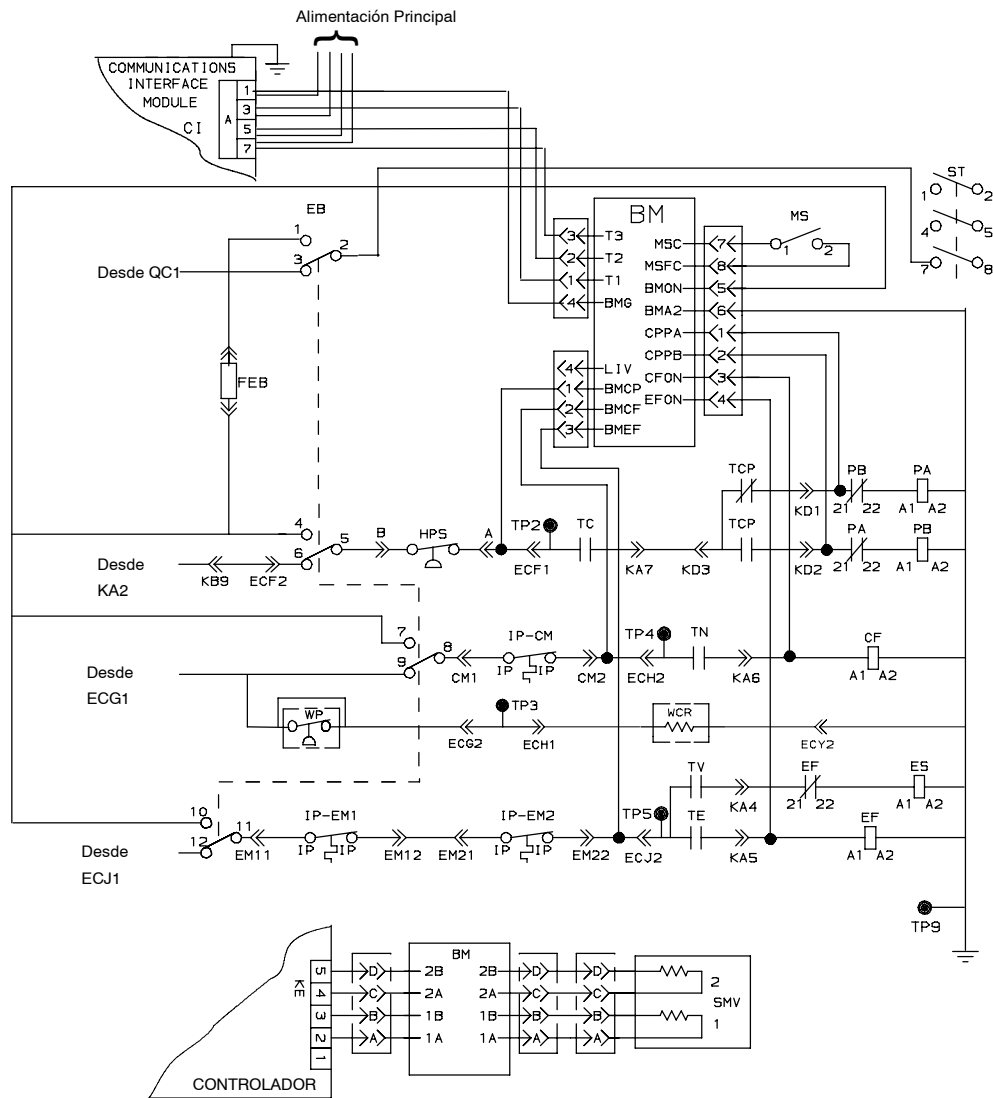 Alimentación Principal
COMMUNICATIONS
INTERFACE
MODULE
CI
A
1
3
5
7
ST
1 2
4 5
7 8
EB
1
2
3
Desde QC1
FEB
BM
3 T3
2 T2
1 T1
4 BMG
4 LIV
1 BMCP
2 BMCF
3 BMEF
MSC 7
MSFC 8
BMON 5
BMA2 6
CPPA 1
CPPB 2
CFON 3
EFON 4
MS
1 2
TCP
KD1
PB
21 22
PA
A1 A2
4
5
6
Desde
KA2
KB9
ECF2
B
HPS
A
TP2
ECF1
TC
KA7
KD3
TCP
KD2
PA
21 22
PB
A1 A2
7
8
9
Desde
ECG1
CM1
IP-CM
IP IP
CM2
TP4
ECH2
TN
KA6
CF
A1 A2
WP
ECG2
TP3
ECH1
WCR
ECY2
TV
KA4
EF
21 22
ES
A1 A2
10
11
12
Desde
ECJ1
EM11
IP-EM1
IP IP
EM12
EM21
IP-EM2
IP IP
EM22
TP5
ECJ2
TE
KA5
EF
A1 A2
TP9
KE
5
4
3
2
1
CONTROLADOR
BM
D 2B 2B D D
C 2A 2A C C
B 1B 1B B B
A 1A 1A A A
2
SMV
1